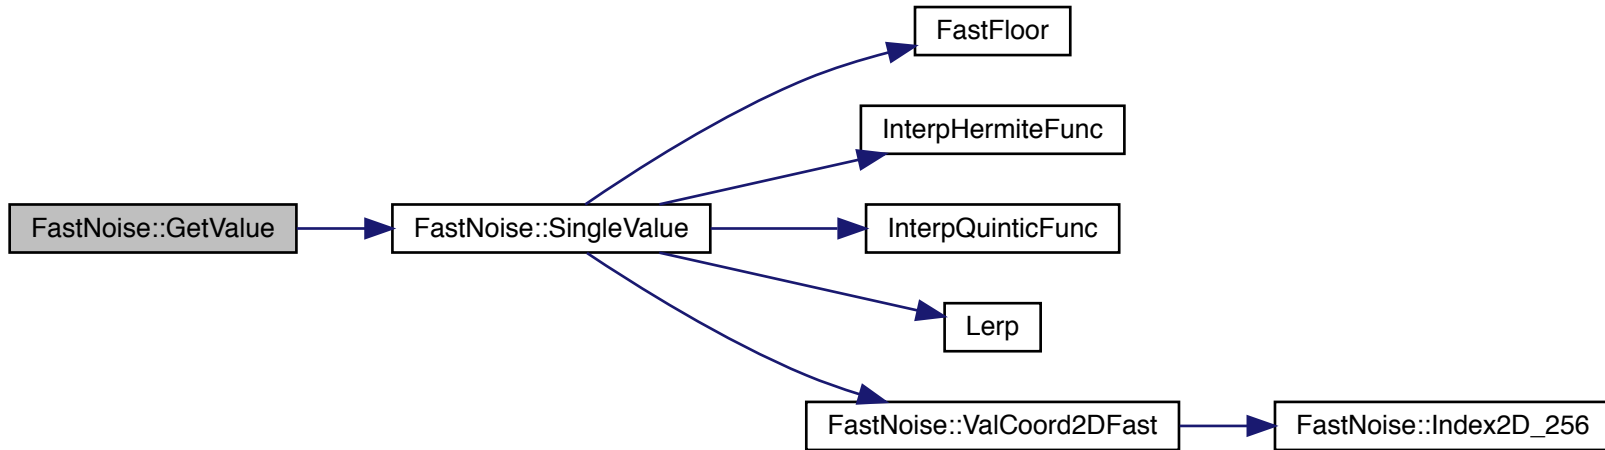 FastFloor
InterpHermiteFunc
FastNoise::GetValue
FastNoise::SingleValue
InterpQuinticFunc
Lerp
FastNoise::ValCoord2DFast
FastNoise::Index2D_256